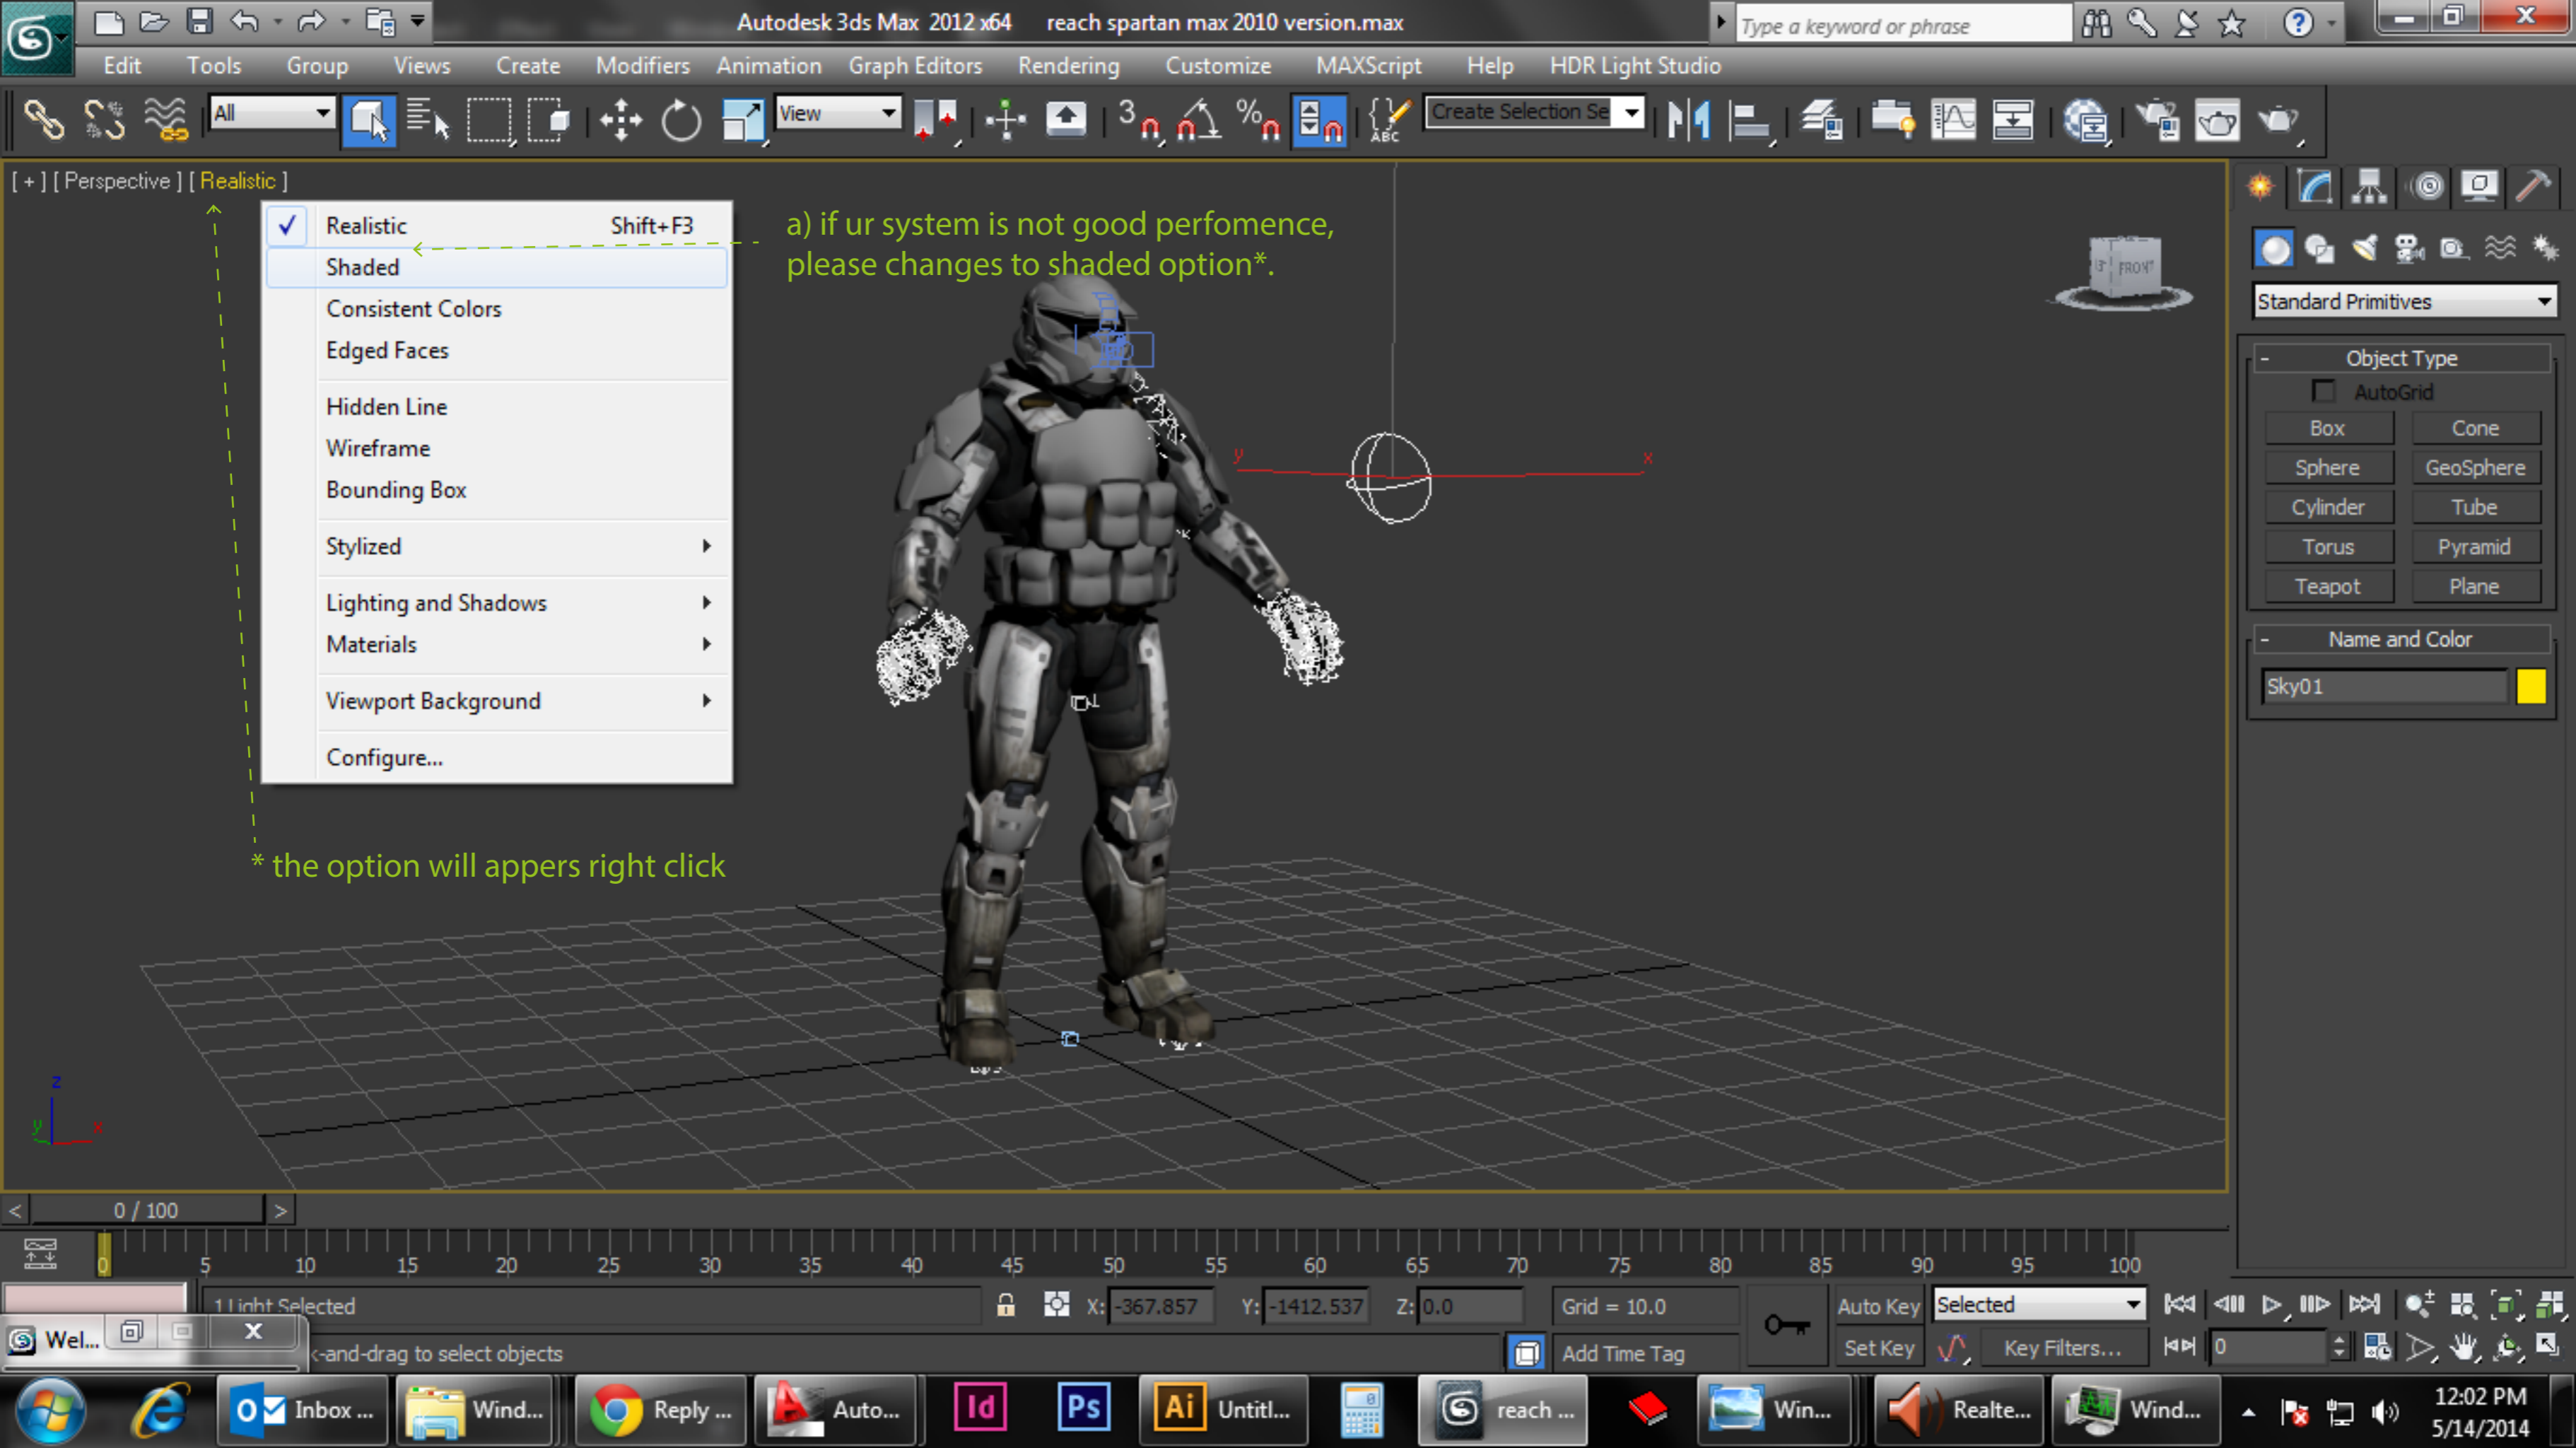 Autodesk 3ds Max 2012 x64 reach spartan max 2010 version.max
Type a keyword or phrase
Edit Tools Group Views Create Modifiers Animation Graph Editors Rendering Customize MAXScript Help HDR Light Studio
All
View
3
%
ABC
Create Selection Se
[ + ] [ Perspective ] [ Realistic ]
Realistic Shift+F3
Shaded
Consistent Colors
Edged Faces
Hidden Line
Wireframe
Bounding Box
Stylized
Lighting and Shadows
Materials
Viewport Background
Configure...
a) if ur system is not good perfomence,
please changes to shaded option*.
* the option will appers right click
FRONT
y
x
z
y
x
Standard Primitives
- Object Type
AutoGrid
Box Cone
Sphere GeoSphere
Cylinder Tube
Torus Pyramid
Teapot Plane
- Name and Color
Sky01
< 0 / 100 >
0 5 10 15 20 25 30 35 40 45 50 55 60 65 70 75 80 85 90 95 100
1 Light Selected
X: -367.857 Y: -1412.537 Z: 0.0 Grid = 10.0
Auto Key Selected
Wel... X
k-and-drag to select objects
Add Time Tag
Set Key Key Filters... 0
Inbox ... Wind... Reply ... Auto... Id Ps Ai Untitl... reach ... Win... Realte... Wind...
12:02 PM
5/14/2014